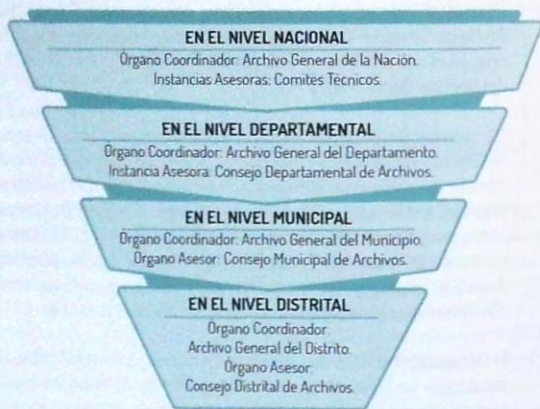 EN EL NIVEL NACIONAL
Órgano Coordinador: Archivo General de la Nación.
Instancias Asesoras: Comités Técnicos.
EN EL NIVEL DEPARTAMENTAL
Órgano Coordinador: Archivo General del Departamento.
Instancia Asesora: Consejo Departamental de Archivos.
EN EL NIVEL MUNICIPAL
Órgano Coordinador: Archivo General del Municipio.
Órgano Asesor: Consejo Municipal de Archivos.
EN EL NIVEL DISTRITAL
Órgano Coordinador:
Archivo General del Distrito.
Órgano Asesor:
Consejo Distrital de Archivos.